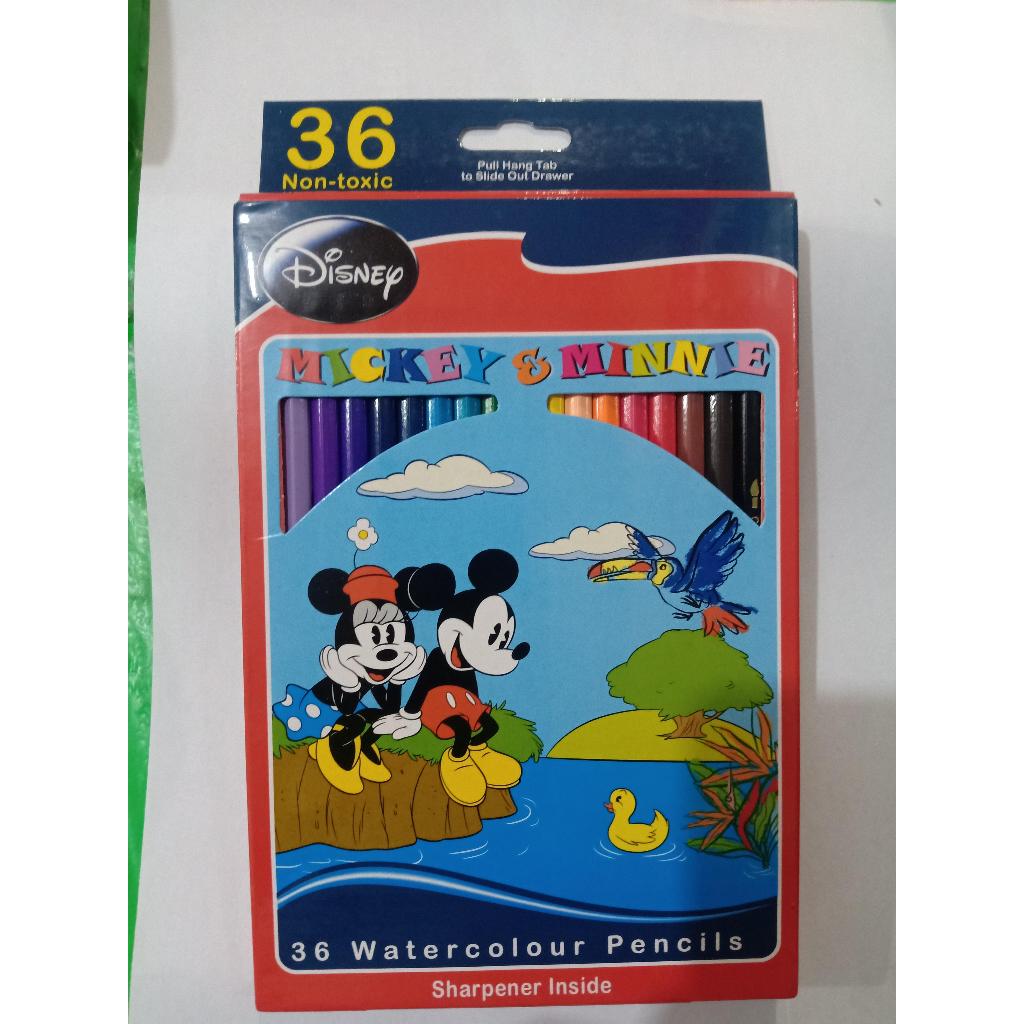 36
Non-toxic
Pull Hang Tab
to Slide Out Drawer
Disney
MICKEY & MINNIE
36 Watercolour Pencils
Sharpener Inside